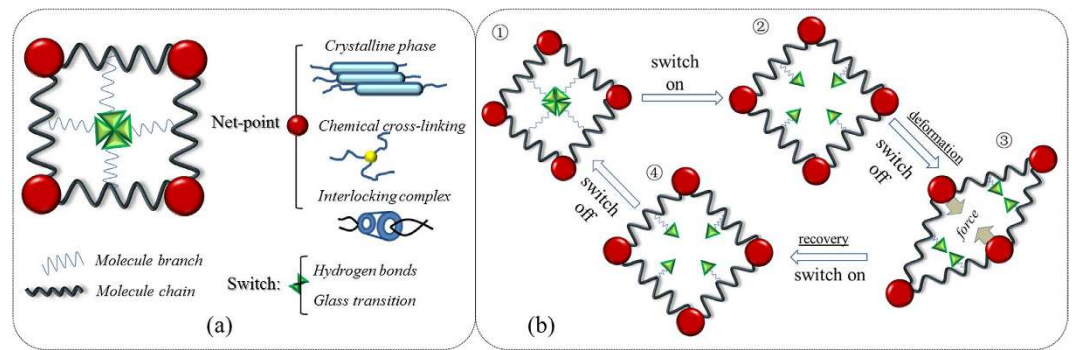 Crystalline phase
Net-point
Chemical cross-linking
Interlocking complex
Molecule branch
Molecule chain
Switch:
Hydrogen bonds
Glass transition
(a)
①
switch
on
②
deformation
switch
off
③
force
recovery
switch on
④
switch
off
(b)